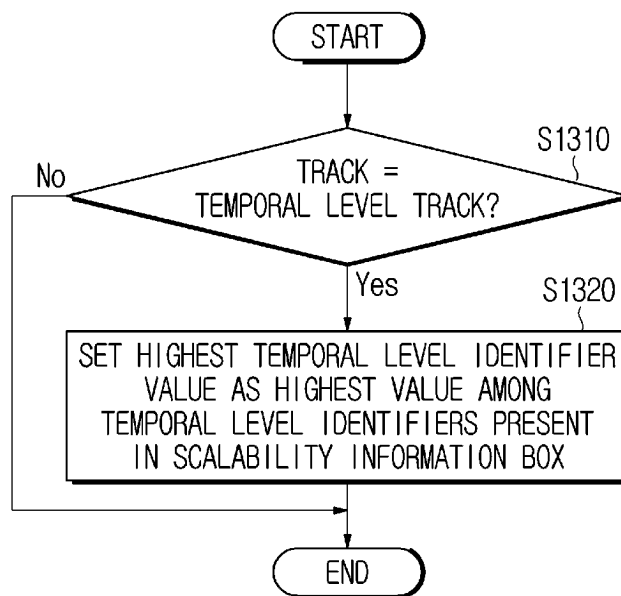 START
S1310
No
TRACK =
TEMPORAL LEVEL TRACK?
Yes
S1320
SET HIGHEST TEMPORAL LEVEL IDENTIFIER
VALUE AS HIGHEST VALUE AMONG
TEMPORAL LEVEL IDENTIFIERS PRESENT
IN SCALABILITY INFORMATION BOX
END